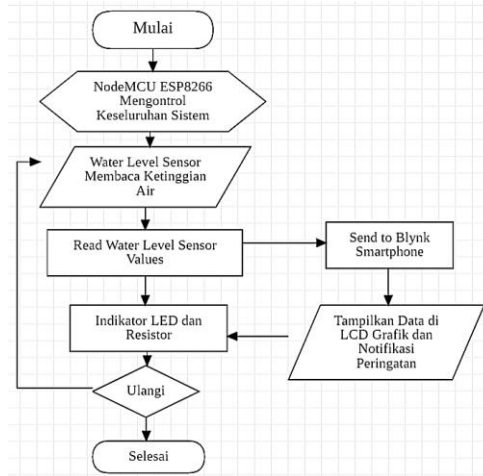 Mulai
NodeMCU ESP8266
Mengontrol
Keseluruhan Sistem
Water Level Sensor
Membaca Ketinggian
Air
Read Water Level Sensor
Values
Send to Blynk
Smartphone
Indikator LED dan
Resistor
Tampilkan Data di
LCD Grafik dan
Notifikasi
Peringatan
Ulangi
Selesai